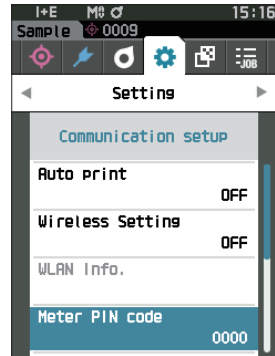 I+E M0 15:16
Sample 0009
JOB
Setting
Communication setup
Auto print
OFF
Wireless Setting
OFF
WLAN Info.
Meter PIN code
0000